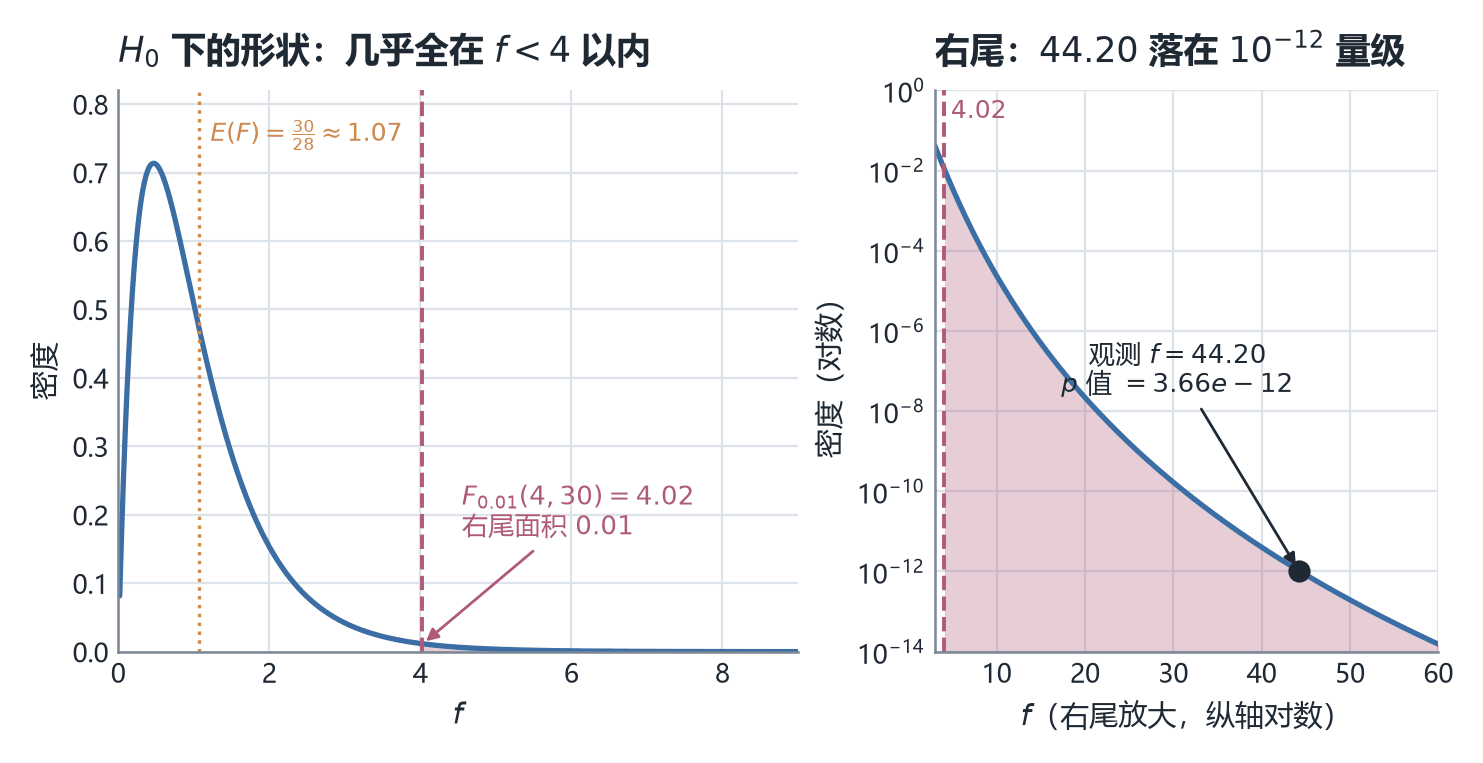 H₀ 下的形状：几乎全在 f < 4 以内
0.8
0.7
0.6
0.5
0.4
0.3
0.2
0.1
0.0
密度
E(F) = 30/28 ≈ 1.07
F₀.₀₁(4, 30) = 4.02
右尾面积 0.01
0 2 4 6 8
f
右尾：44.20 落在 10⁻¹² 量级
10⁰
10⁻²
10⁻⁴
10⁻⁶
10⁻⁸
10⁻¹⁰
10⁻¹²
10⁻¹⁴
密度（对数）
4.02
观测 f = 44.20
p 值 = 3.66e − 12
10 20 30 40 50 60
f（右尾放大，纵轴对数）